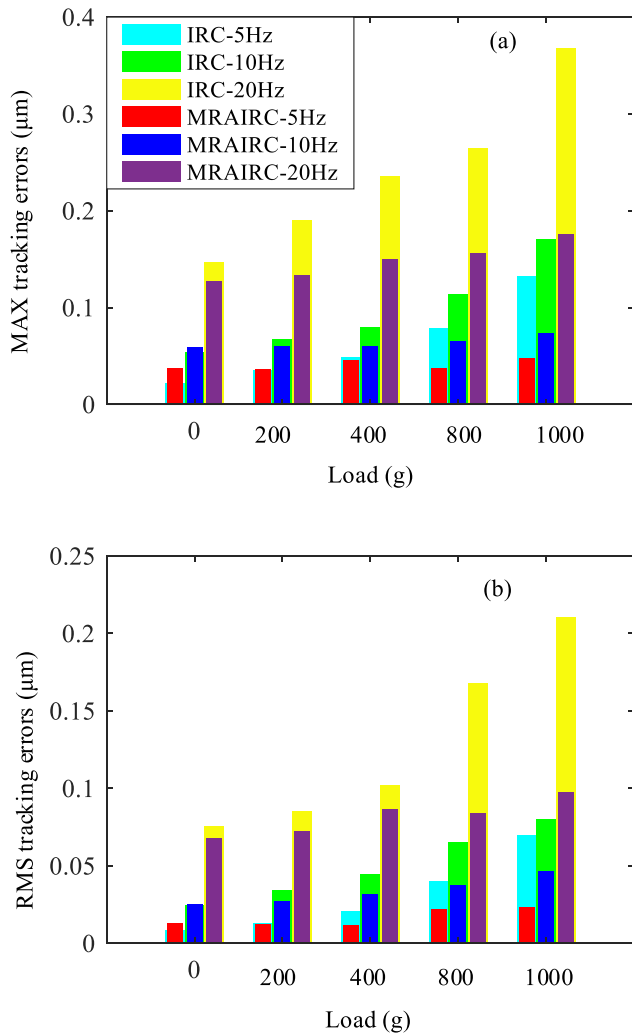 0.4
0.3
0.2
0.1
0
MAX tracking errors (μm)
IRC-5Hz
IRC-10Hz
IRC-20Hz
MRAIRC-5Hz
MRAIRC-10Hz
MRAIRC-20Hz
(a)
0 200 400 800 1000
Load (g)
0.25
0.2
0.15
0.1
0.05
0
RMS tracking errors (μm)
(b)
0 200 400 800 1000
Load (g)